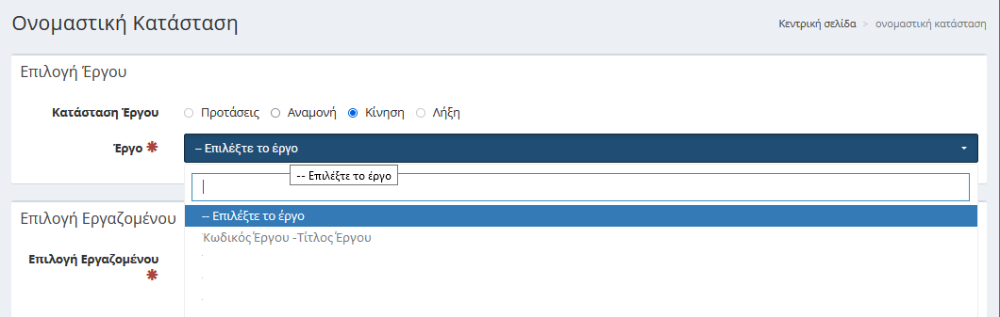 Ονομαστική Κατάσταση
Κεντρική σελίδα > ονομαστική κατάσταση
Επιλογή Έργου
Κατάσταση Έργου Προτάσεις Αναμονή Κίνηση Λήξη
Έργο * -- Επιλέξτε το έργο
-- Επιλέξτε το έργο
-- Επιλέξτε το έργο
Κωδικός Έργου -Τίτλος Έργου
Επιλογή Εργαζομένου
Επιλογή Εργαζομένου
*